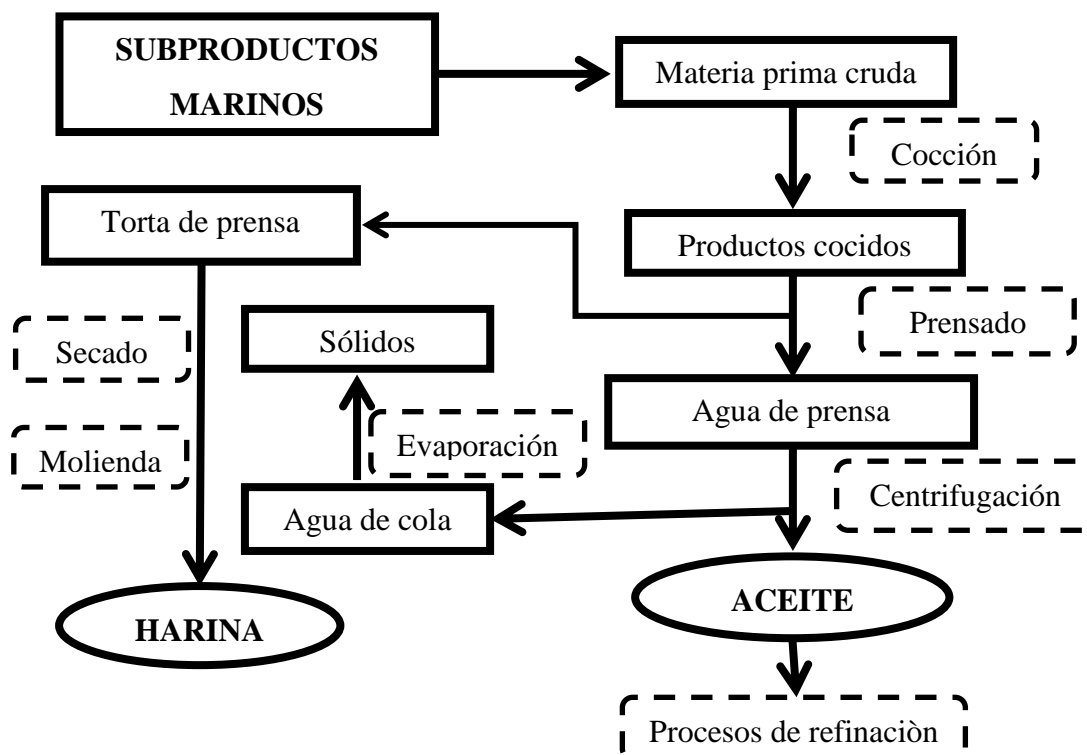 SUBPRODUCTOS
MARINOS
Materia prima cruda
Cocción
Torta de prensa
Productos cocidos
Secado
Sólidos
Prensado
Agua de prensa
Molienda
Evaporación
Centrifugación
Agua de cola
HARINA
ACEITE
Procesos de refinaciòn